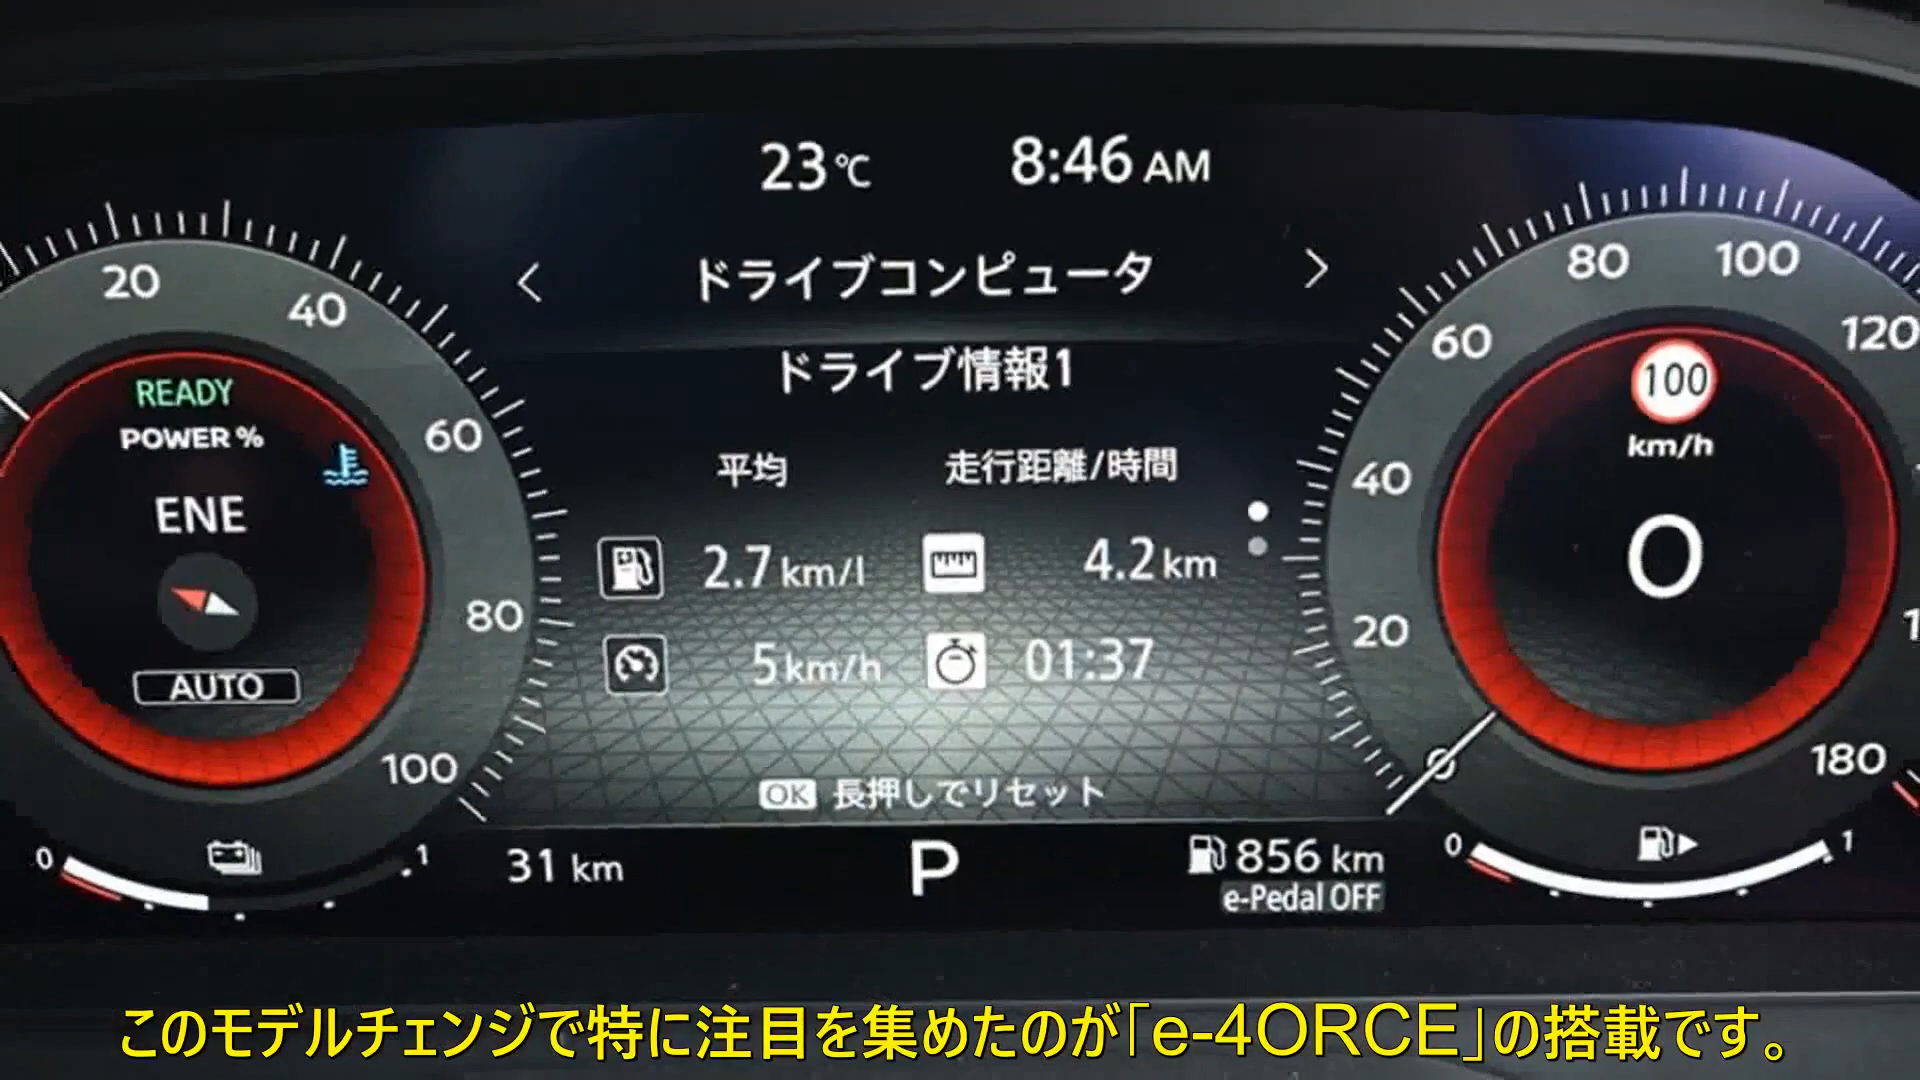 23℃ 8:46 AM
< ドライブコンピュータ >
ドライブ情報1
平均 走行距離/時間
2.7 km/l 4.2 km
5 km/h 01:37
OK 長押しでリセット
31 km P 856 km
e-Pedal OFF
20 40 60 80 100
READY
POWER %
ENE
AUTO
0 1
20 40 60 80 100 120 180
100
km/h
0
0 1
このモデルチェンジで特に注目を集めたのが「e-4ORCE」の搭載です。